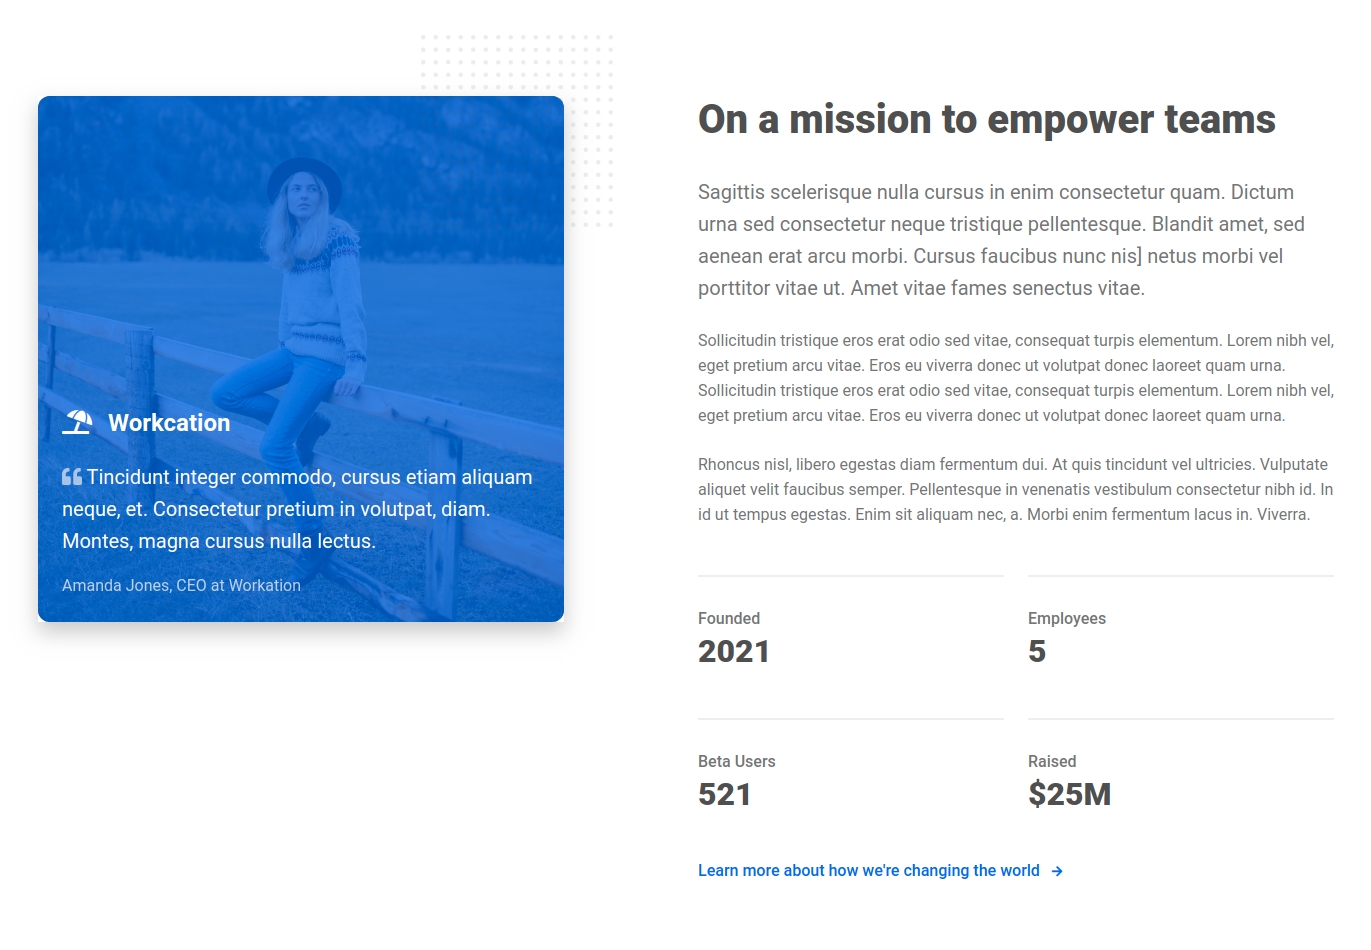 Workcation
Tincidunt integer commodo, cursus etiam aliquam
neque, et. Consectetur pretium in volutpat, diam.
Montes, magna cursus nulla lectus.
Amanda Jones, CEO at Workation
On a mission to empower teams
Sagittis scelerisque nulla cursus in enim consectetur quam. Dictum
urna sed consectetur neque tristique pellentesque. Blandit amet, sed
aenean erat arcu morbi. Cursus faucibus nunc nis] netus morbi vel
porttitor vitae ut. Amet vitae fames senectus vitae.
Sollicitudin tristique eros erat odio sed vitae, consequat turpis elementum. Lorem nibh vel,
eget pretium arcu vitae. Eros eu viverra donec ut volutpat donec laoreet quam urna.
Sollicitudin tristique eros erat odio sed vitae, consequat turpis elementum. Lorem nibh vel,
eget pretium arcu vitae. Eros eu viverra donec ut volutpat donec laoreet quam urna.
Rhoncus nisl, libero egestas diam fermentum dui. At quis tincidunt vel ultricies. Vulputate
aliquet velit faucibus semper. Pellentesque in venenatis vestibulum consectetur nibh id. In
id ut tempus egestas. Enim sit aliquam nec, a. Morbi enim fermentum lacus in. Viverra.
Founded
2021
Employees
5
Beta Users
521
Raised
$25M
Learn more about how we're changing the world →